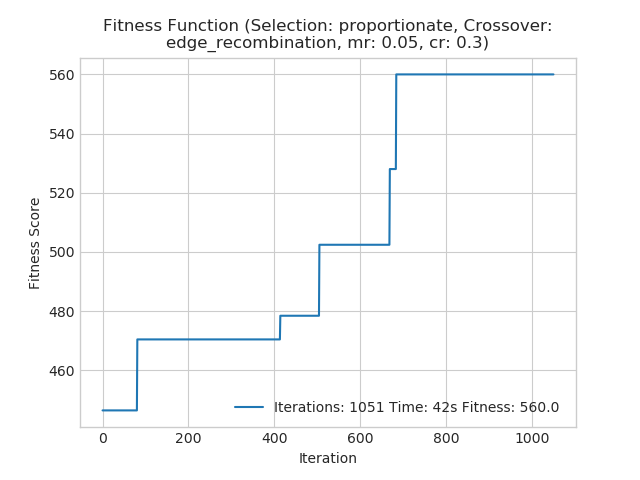 Fitness Function (Selection: proportionate, Crossover:
edge_recombination, mr: 0.05, cr: 0.3)
560
540
520
500
480
460
Fitness Score
Iterations: 1051 Time: 42s Fitness: 560.0
0 200 400 600 800 1000
Iteration